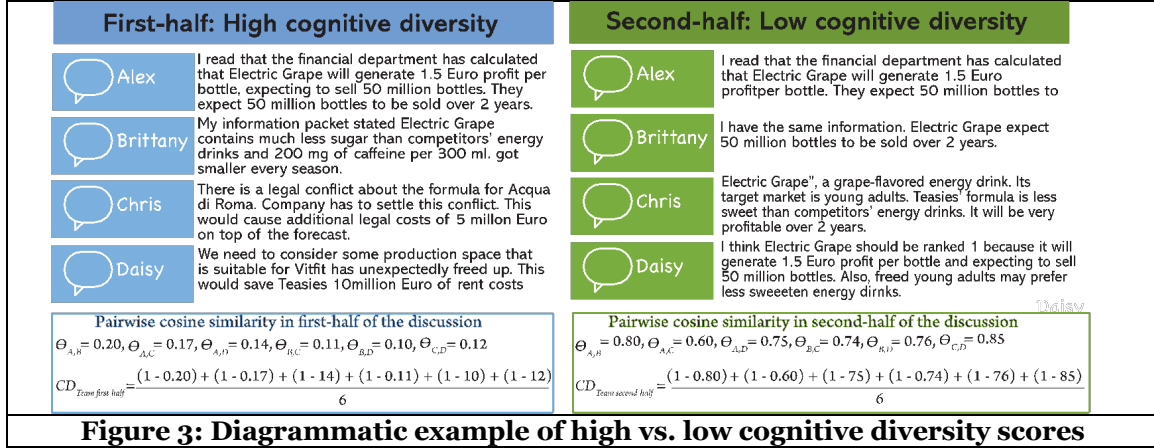 First-half: High cognitive diversity
Alex
I read that the financial department has calculated
that Electric Grape will generate 1.5 Euro profit per
bottle, expecting to sell 50 million bottles. They
expect 50 million bottles to be sold over 2 years.
Brittany
My information packet stated Electric Grape
contains much less sugar than competitors' energy
drinks and 200 mg of caffeine per 300 ml. got
smaller every season.
Chris
There is a legal conflict about the formula for Acqua
di Roma. Company has to settle this conflict. This
would cause additional legal costs of 5 millon Euro
on top of the forecast.
Daisy
We need to consider some production space that
is suitable for Vitfit has unexpectedly freed up. This
would save Teasies 10million Euro of rent costs
Pairwise cosine similarity in first-half of the discussion
Θ_A,B= 0.20, Θ_A,C= 0.17, Θ_A,D= 0.14, Θ_B,C= 0.11, Θ_B,D= 0.10, Θ_C,D= 0.12
CD_Team first half = (1 - 0.20) + (1 - 0.17) + (1 - 14) + (1 - 0.11) + (1 - 10) + (1 - 12)
6
Second-half: Low cognitive diversity
Alex
I read that the financial department has calculated
that Electric Grape will generate 1.5 Euro
profitper bottle. They expect 50 million bottles to
Brittany
I have the same information. Electric Grape expect
50 million bottles to be sold over 2 years.
Chris
Electric Grape", a grape-flavored energy drink. Its
target market is young adults. Teasies' formula is less
sweet than competitors' energy drinks. It will be very
profitable over 2 years.
Daisy
I think Electric Grape should be ranked 1 because it will
generate 1.5 Euro profit per bottle and expecting to sell
50 million bottles. Also, freed young adults may prefer
less sweeeten energy dirnks.
Daisy
Pairwise cosine similarity in second-half of the discussion
Θ_A,B= 0.80, Θ_A,C= 0.60, Θ_A,D= 0.75, Θ_B,C= 0.74, Θ_B,D= 0.76, Θ_C,D= 0.85
CD_Team second half = (1 - 0.80) + (1 - 0.60) + (1 - 75) + (1 - 0.74) + (1 - 76) + (1 - 85)
6
Figure 3: Diagrammatic example of high vs. low cognitive diversity scores